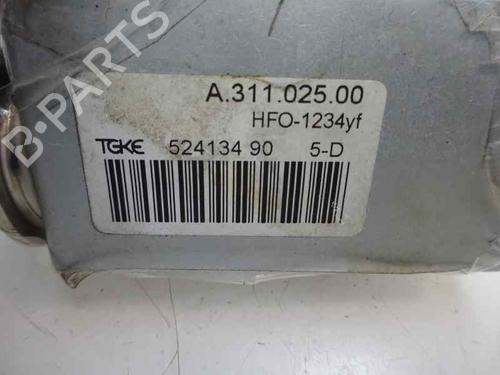 A.311.025.00
HFO-1234yf
TGKE 524134 90 5-D
B-PARTS